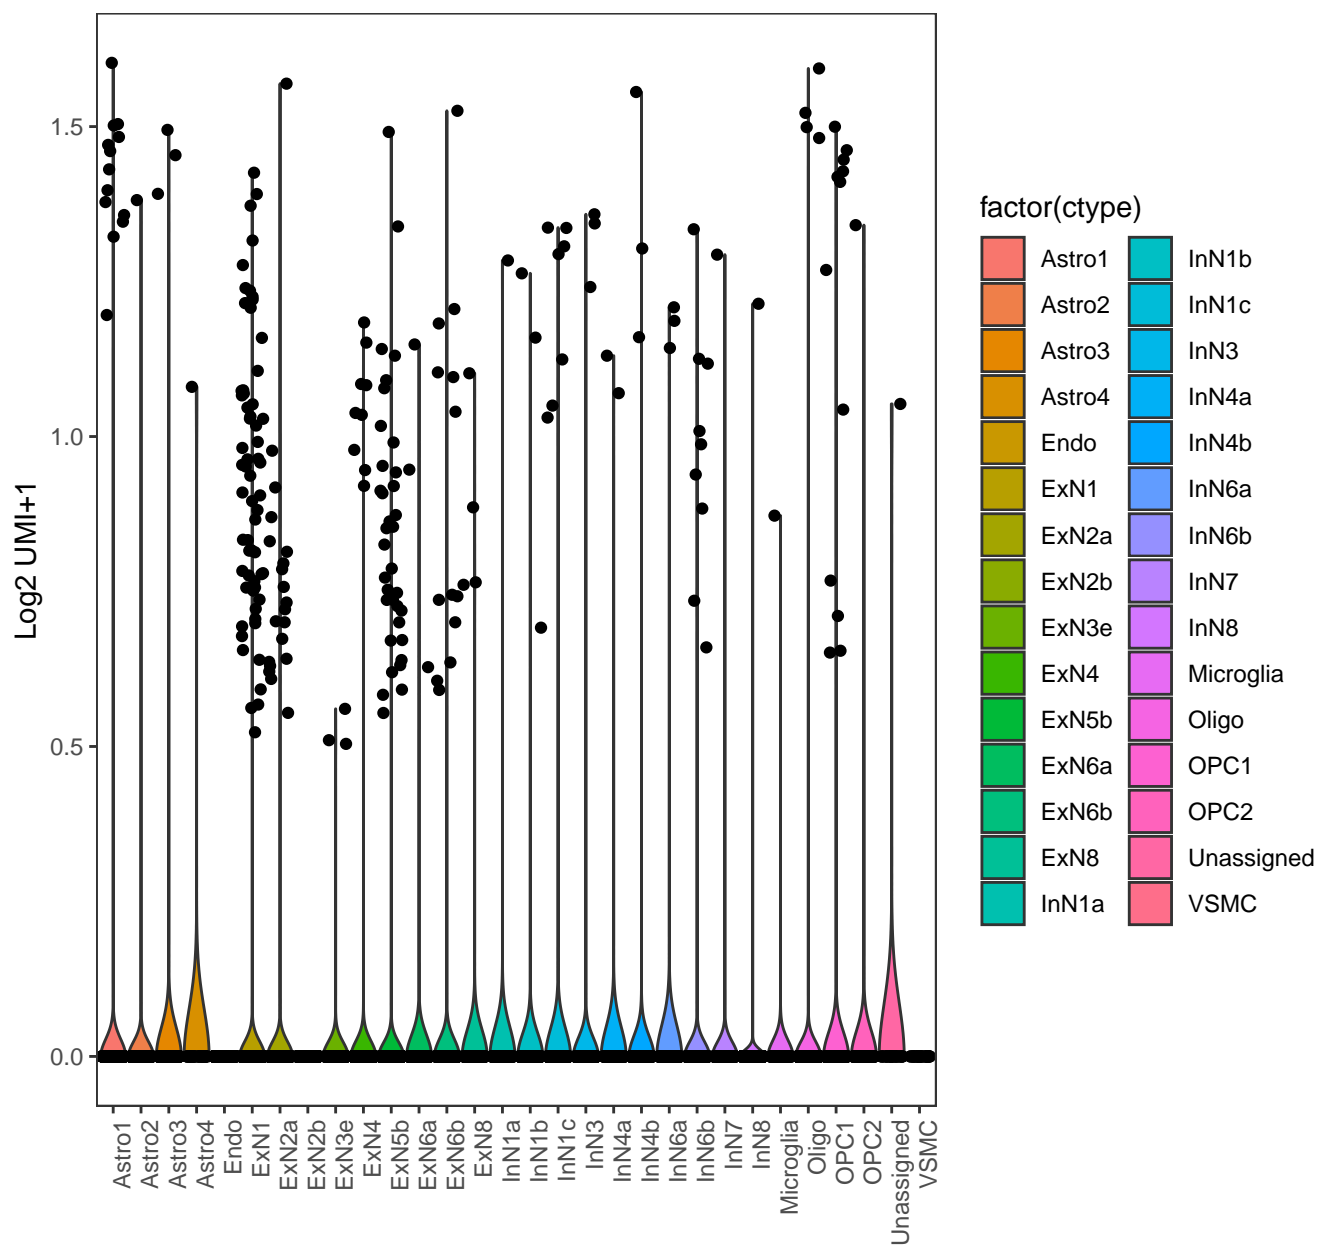 Log2 UMI+1
1.5
1.0
0.5
0.0
Astro1
Astro2
Astro3
Astro4
Endo
ExN1
ExN2a
ExN2b
ExN3e
ExN4
ExN5b
ExN6a
ExN6b
ExN8
InN1a
InN1b
InN1c
InN3
InN4a
InN4b
InN6a
InN6b
InN7
InN8
Microglia
Oligo
OPC1
OPC2
Unassigned
VSMC
factor(ctype)
Astro1
Astro2
Astro3
Astro4
Endo
ExN1
ExN2a
ExN2b
ExN3e
ExN4
ExN5b
ExN6a
ExN6b
ExN8
InN1a
InN1b
InN1c
InN3
InN4a
InN4b
InN6a
InN6b
InN7
InN8
Microglia
Oligo
OPC1
OPC2
Unassigned
VSMC